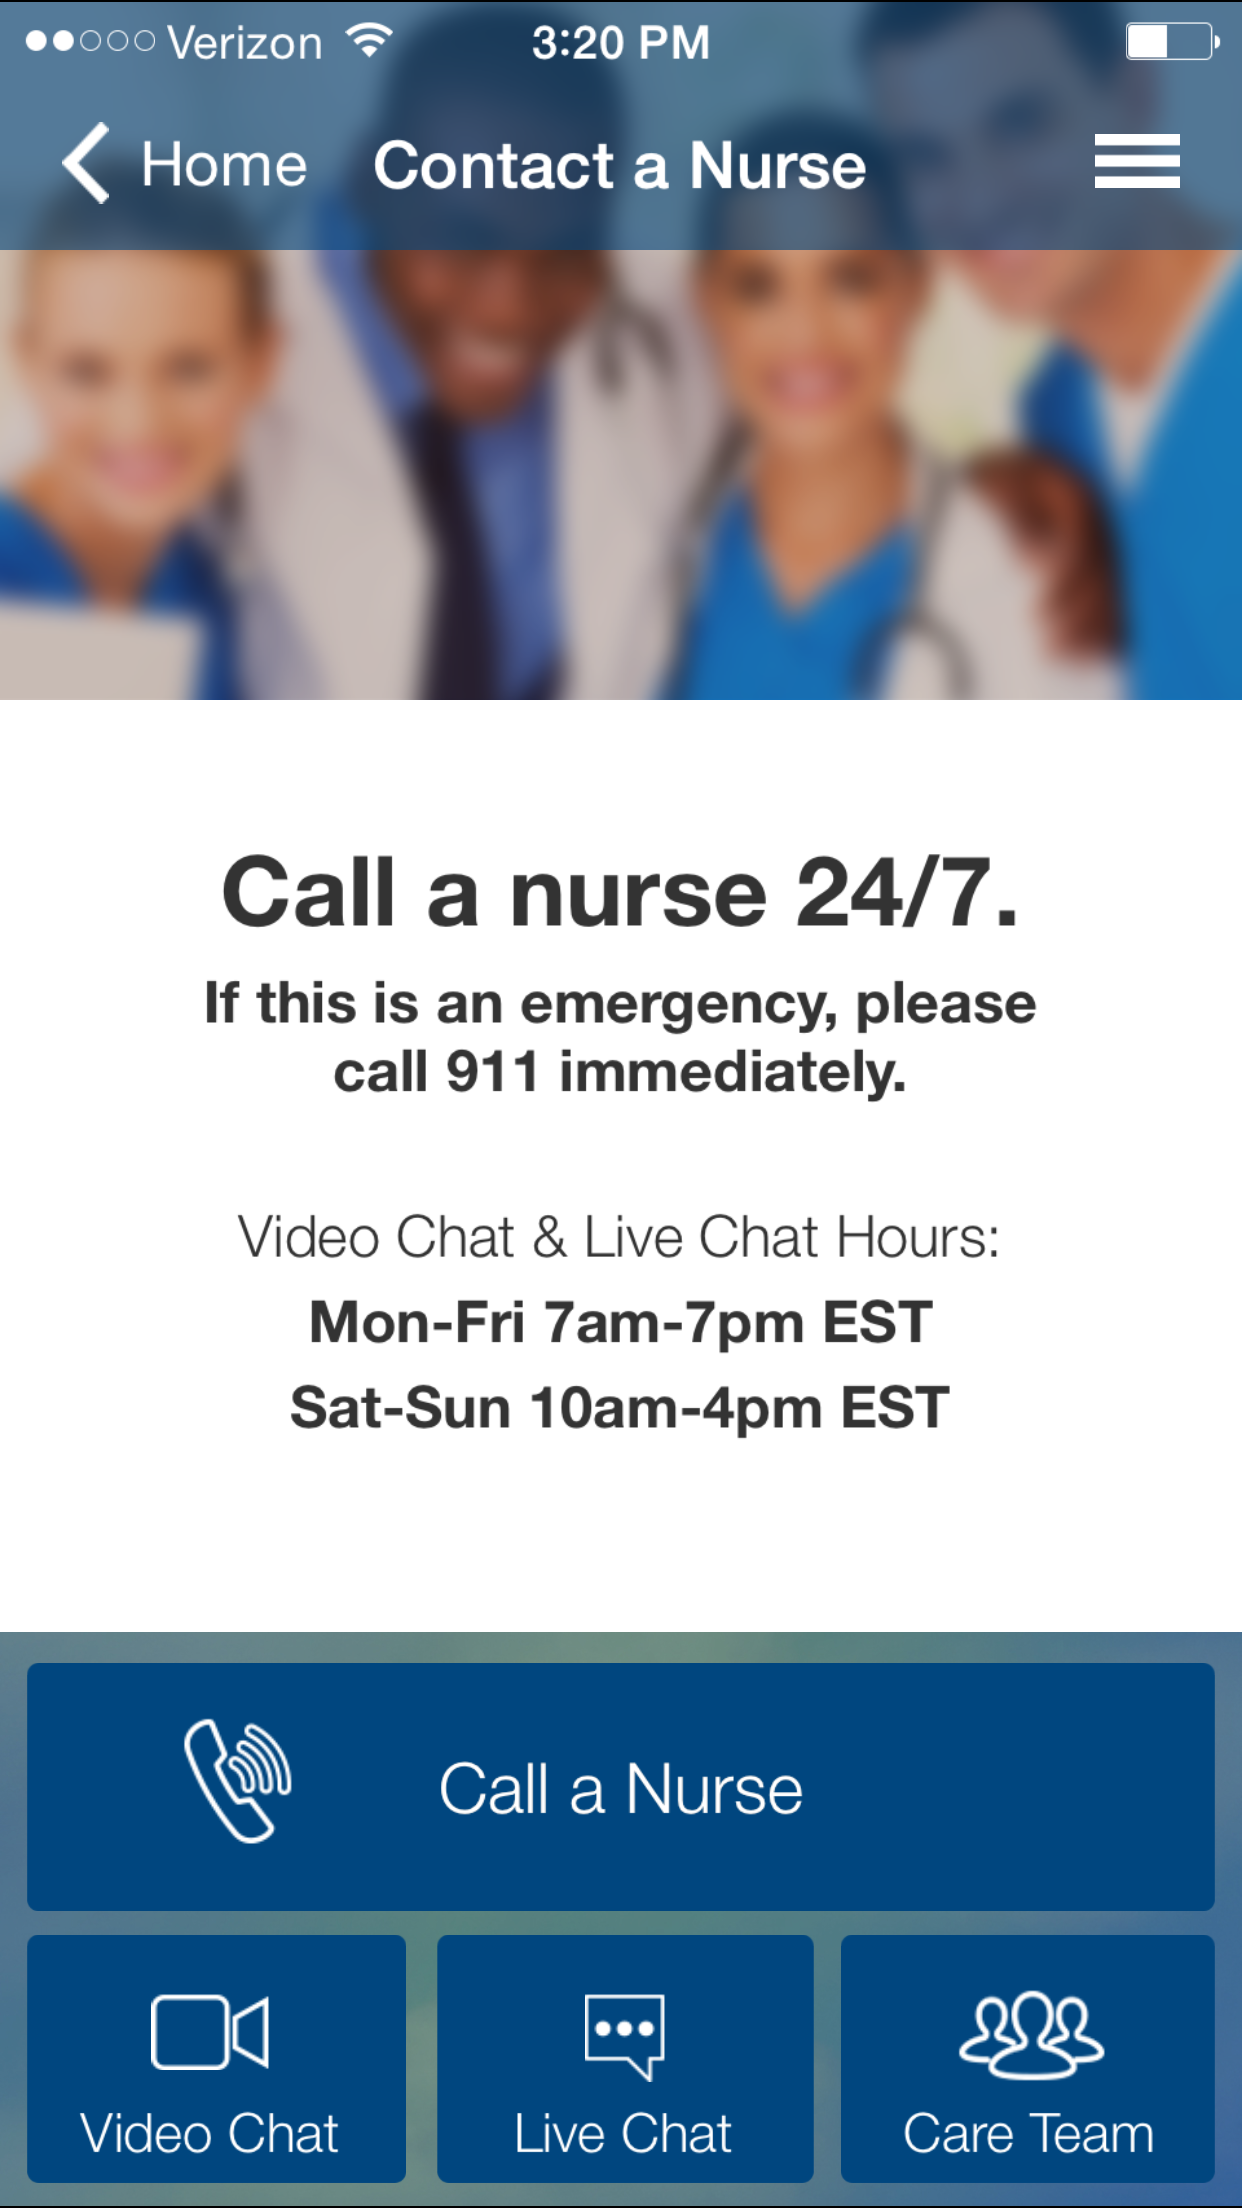 Verizon 3:20 PM
Home Contact a Nurse
Call a nurse 24/7.
If this is an emergency, please
call 911 immediately.
Video Chat & Live Chat Hours:
Mon-Fri 7am-7pm EST
Sat-Sun 10am-4pm EST
Call a Nurse
Video Chat Live Chat Care Team